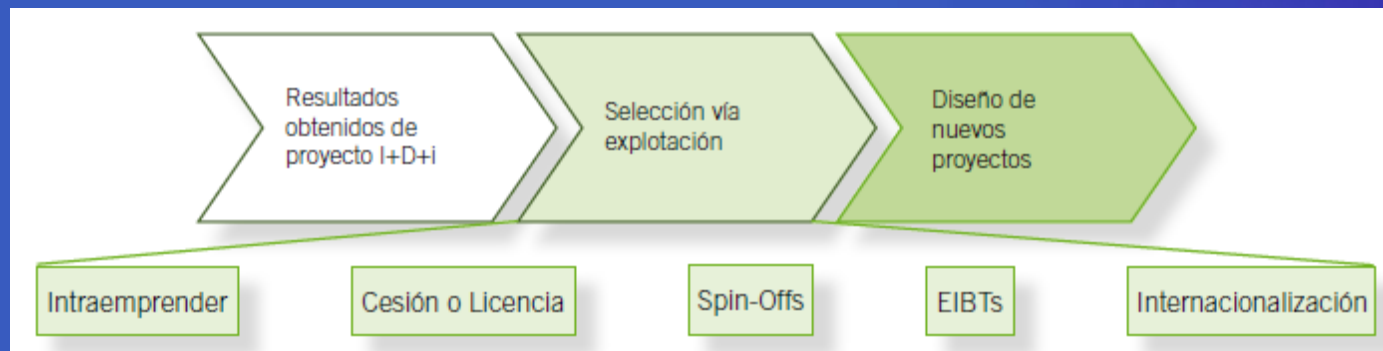 Resultados
obtenidos de
proyecto I+D+i
Selección vía
explotación
Diseño de
nuevos
proyectos
Intraemprender
Cesión o Licencia
Spin-Offs
EIBTs
Internacionalización